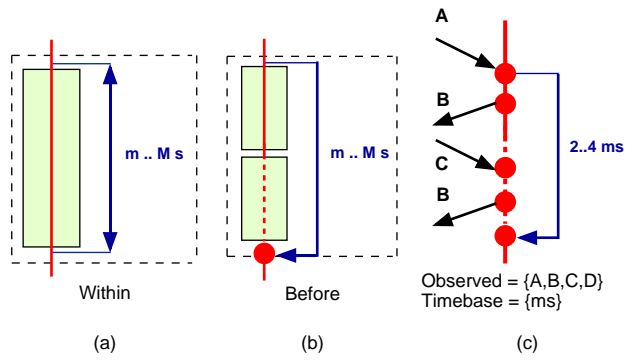 m .. M s
Within
(a)
m .. M s
Before
(b)
A
B
C
B
2..4 ms
Observed = {A,B,C,D}
Timebase = {ms}
(c)